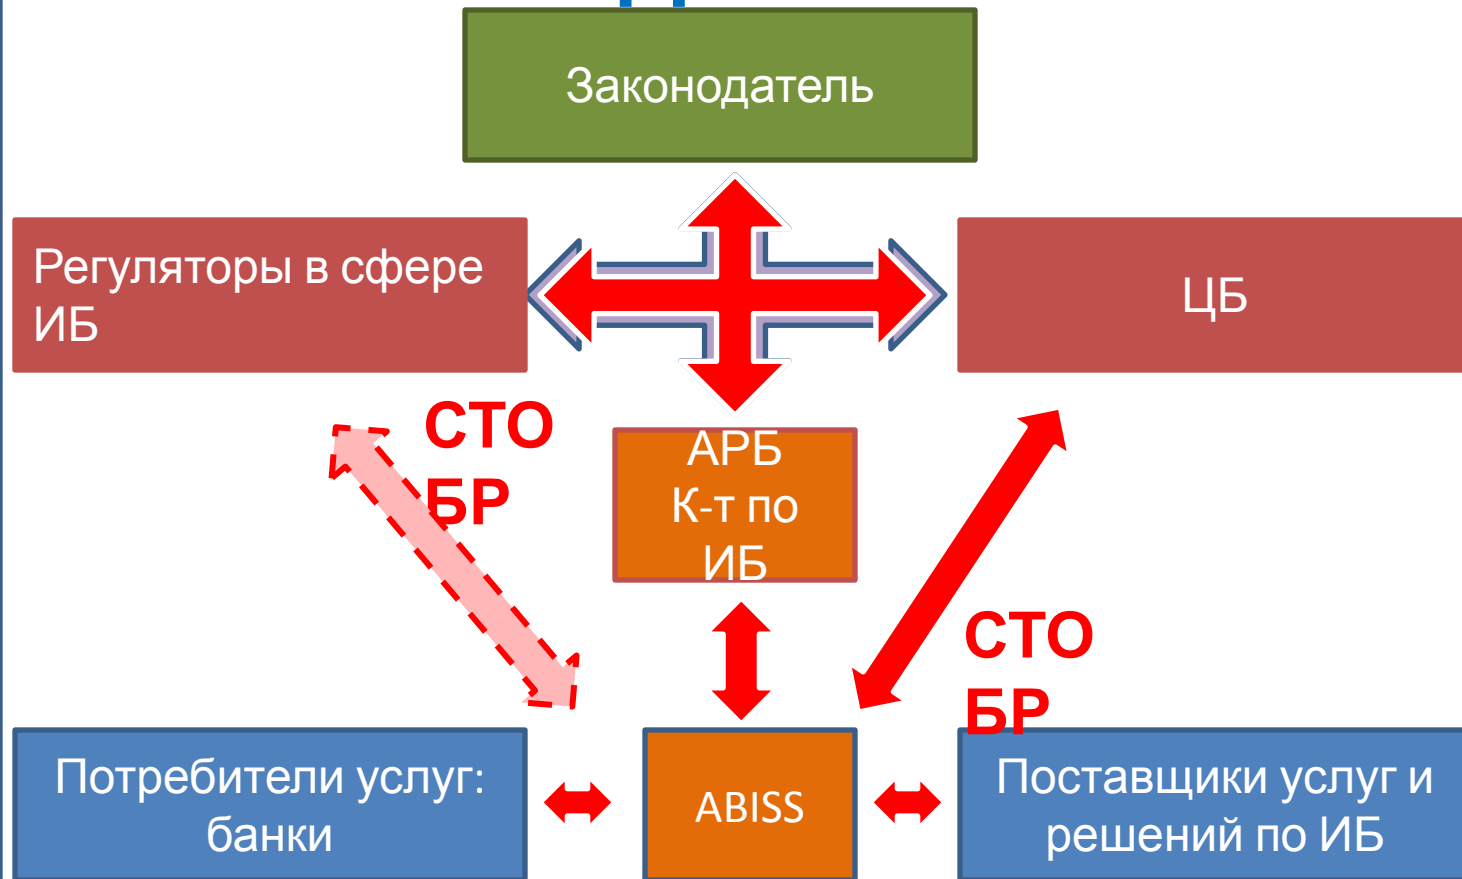 Законодатель
Регуляторы в сфере
ИБ
ЦБ
СТО
БР
АРБ
К-т по
ИБ
СТО
БР
Потребители услуг:
банки
ABISS
Поставщики услуг и
решений по ИБ